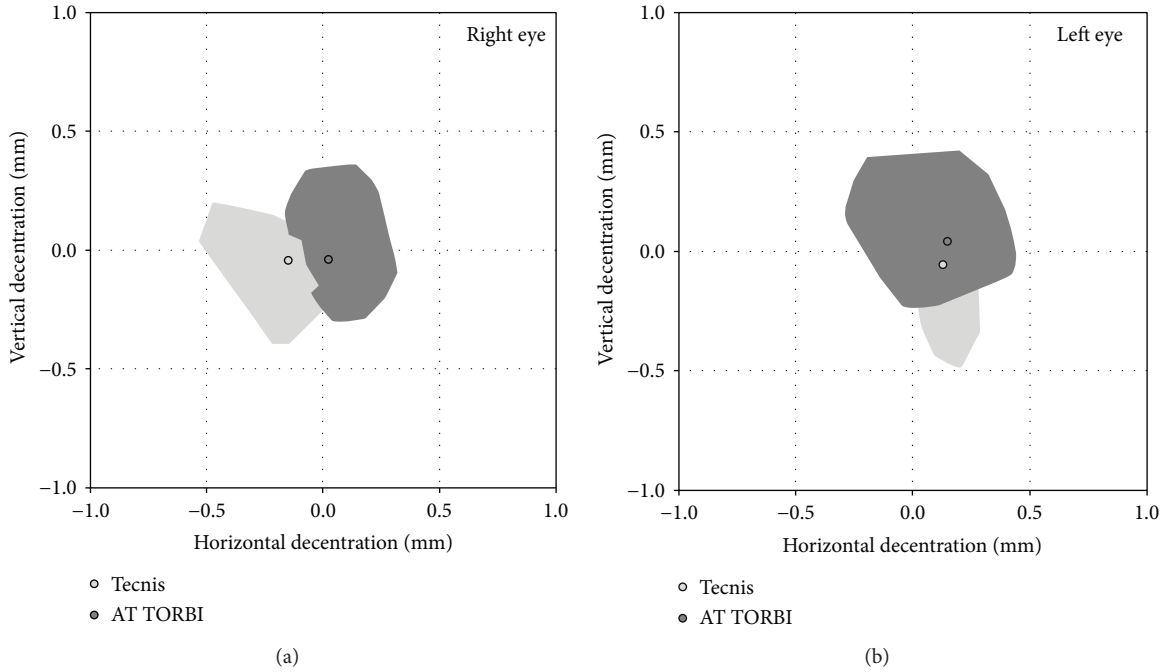 Right eye
1.0
0.5
0.0
−0.5
−1.0
Vertical decentration (mm)
−1.0
−0.5
0.0
0.5
1.0
Horizontal decentration (mm)
Tecnis
AT TORBI
(a)
Left eye
1.0
0.5
0.0
−0.5
−1.0
Vertical decentration (mm)
−1.0
−0.5
0.0
0.5
1.0
Horizontal decentration (mm)
Tecnis
AT TORBI
(b)